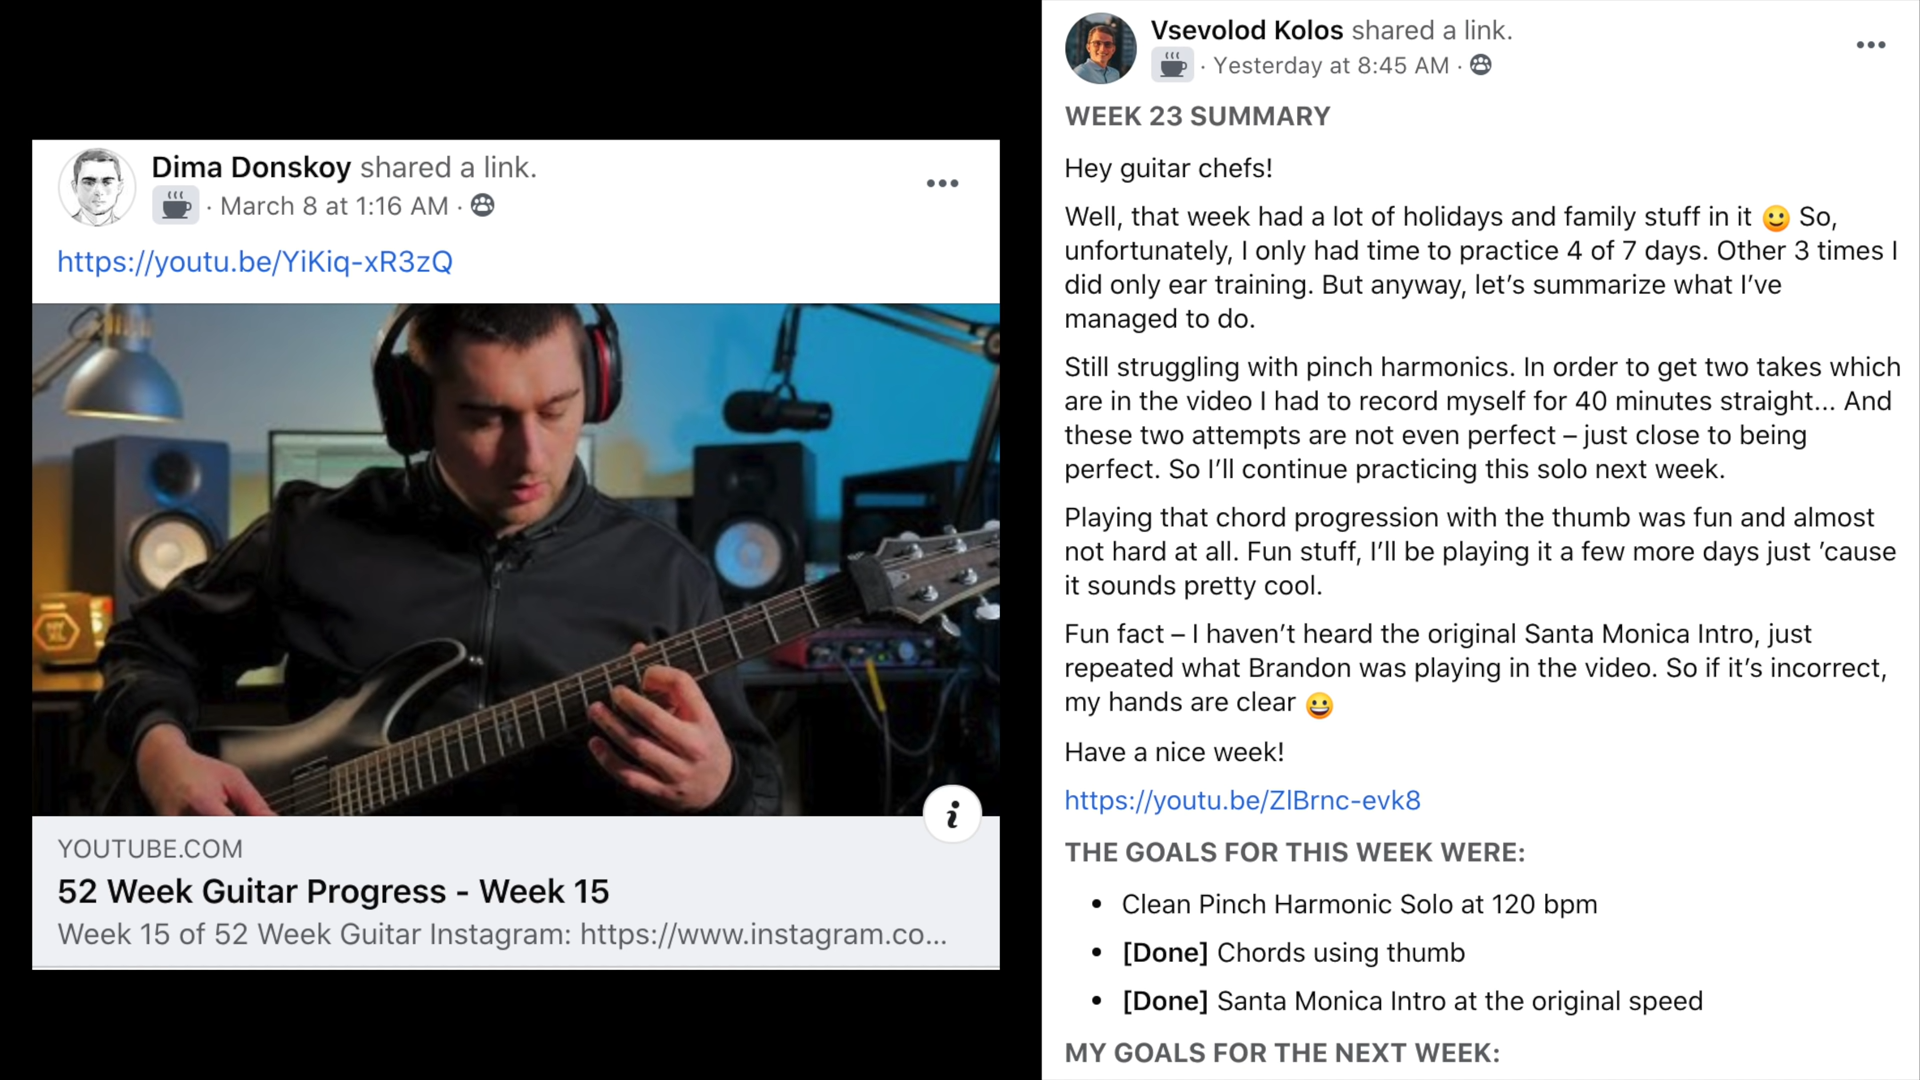 Dima Donskoy shared a link.
· March 8 at 1:16 AM ·
https://youtu.be/YiKiq-xR3zQ
YOUTUBE.COM
52 Week Guitar Progress - Week 15
Week 15 of 52 Week Guitar Instagram: https://www.instagram.co...
Vsevolod Kolos shared a link.
· Yesterday at 8:45 AM ·
WEEK 23 SUMMARY
Hey guitar chefs!
Well, that week had a lot of holidays and family stuff in it 🙂 So,
unfortunately, I only had time to practice 4 of 7 days. Other 3 times I
did only ear training. But anyway, let’s summarize what I’ve
managed to do.
Still struggling with pinch harmonics. In order to get two takes which
are in the video I had to record myself for 40 minutes straight... And
these two attempts are not even perfect – just close to being
perfect. So I’ll continue practicing this solo next week.
Playing that chord progression with the thumb was fun and almost
not hard at all. Fun stuff, I’ll be playing it a few more days just ’cause
it sounds pretty cool.
Fun fact – I haven’t heard the original Santa Monica Intro, just
repeated what Brandon was playing in the video. So if it’s incorrect,
my hands are clear 😀
Have a nice week!
https://youtu.be/ZlBrnc-evk8
THE GOALS FOR THIS WEEK WERE:
• Clean Pinch Harmonic Solo at 120 bpm
• [Done] Chords using thumb
• [Done] Santa Monica Intro at the original speed
MY GOALS FOR THE NEXT WEEK: